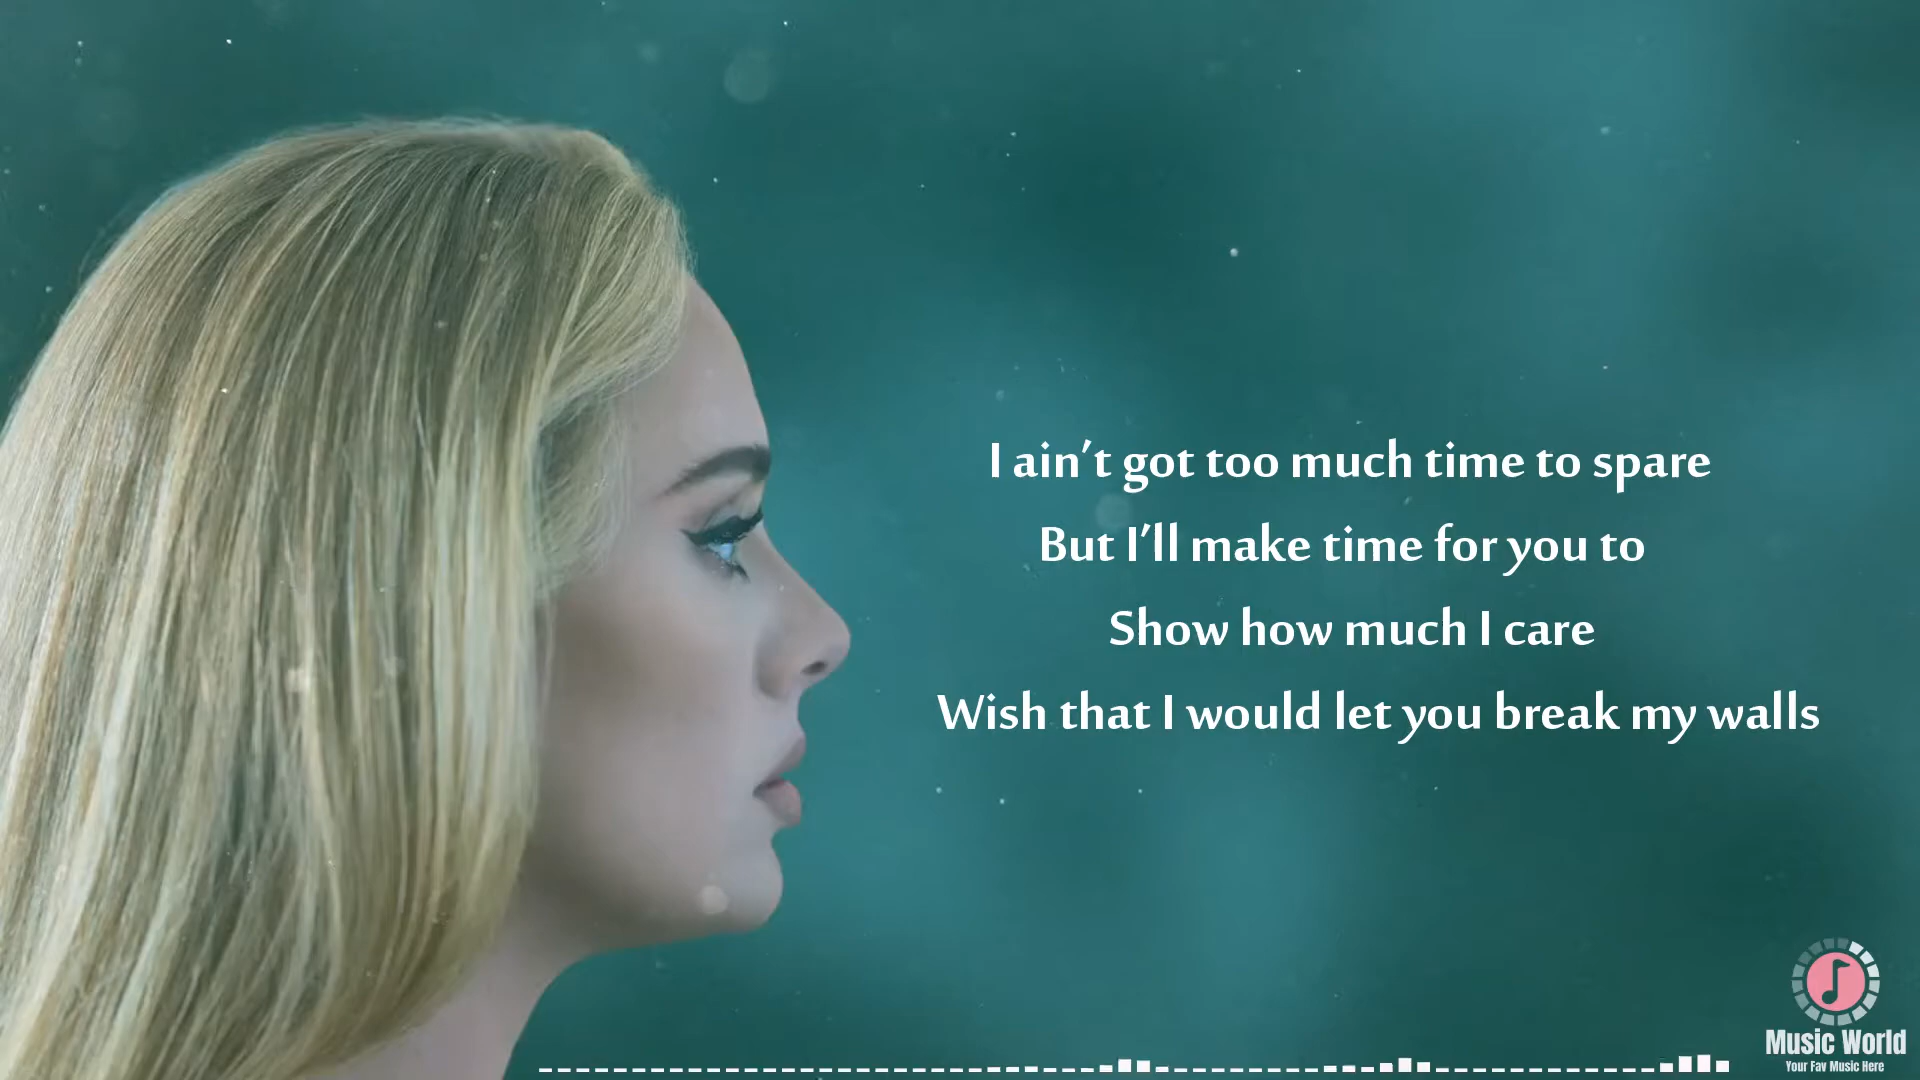 I ain't got too much time to spare
But I'll make time for you to
Show how much I care
Wish that I would let you break my walls
Music World
Your Fav Music Here